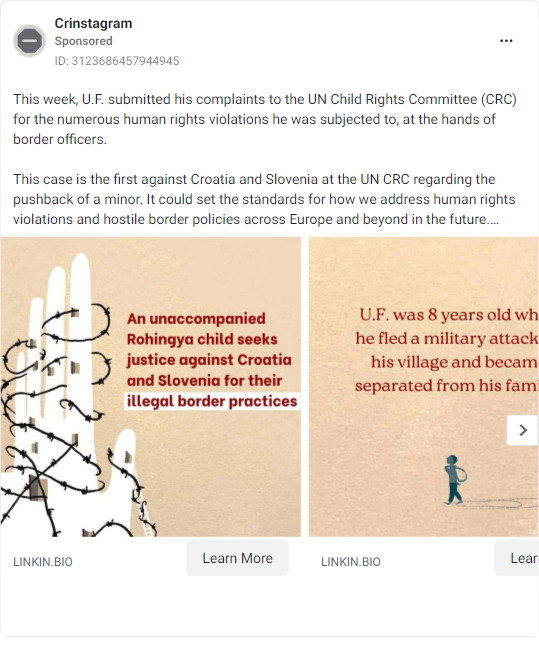 Crinstagram
Sponsored
ID: 3123686457944945
This week, U.F. submitted his complaints to the UN Child Rights Committee (CRC)
for the numerous human rights violations he was subjected to, at the hands of
border officers.
This case is the first against Croatia and Slovenia at the UN CRC regarding the
pushback of a minor. It could set the standards for how we address human rights
violations and hostile border policies across Europe and beyond in the future....
An unaccompanied
Rohingya child seeks
justice against Croatia
and Slovenia for their
illegal border practices
U.F. was 8 years old wh
he fled a military attack
his village and becam
separated from his fam
LINKIN.BIO
Learn More
LINKIN.BIO
Lear